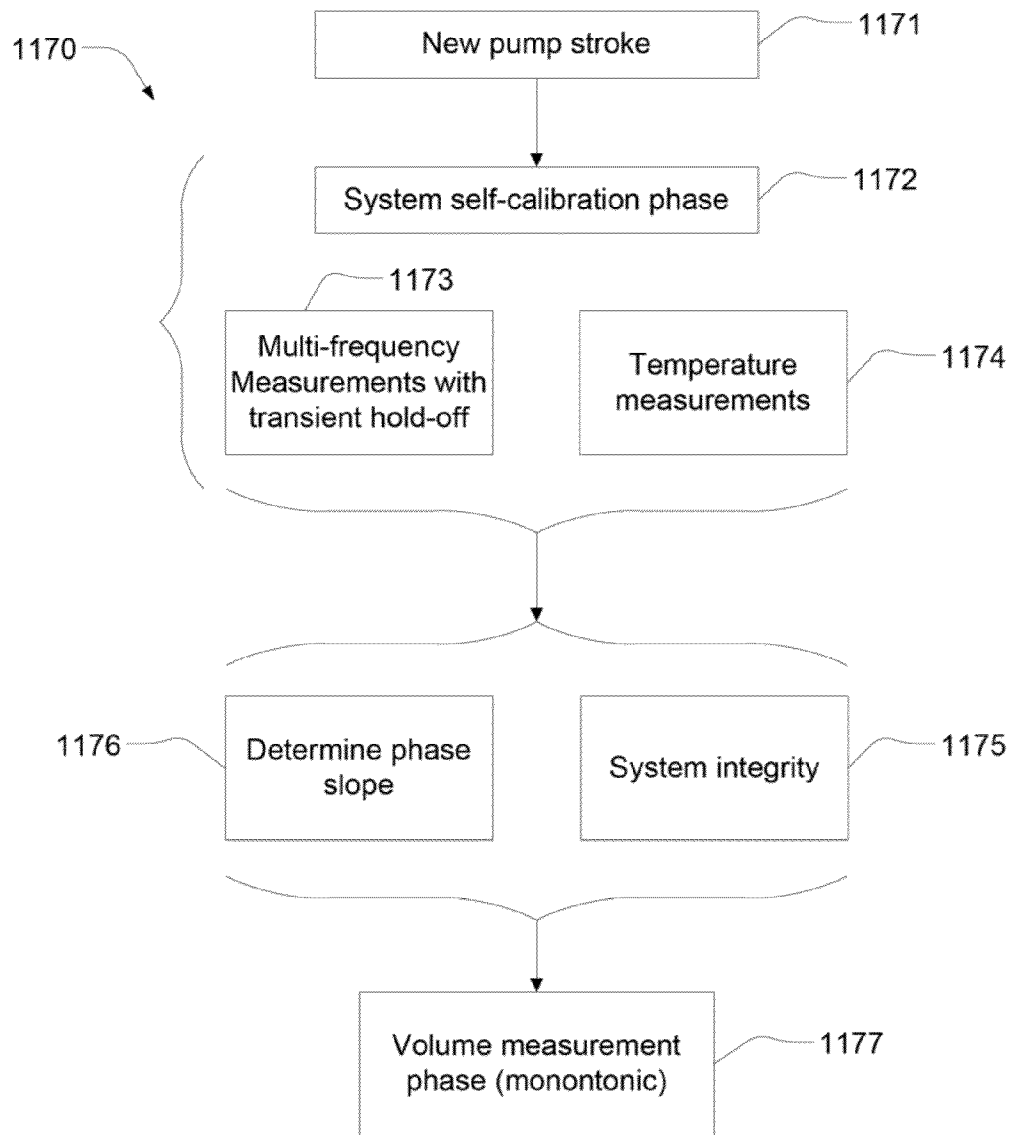 1170
New pump stroke
1171
System self-calibration phase
1172
1173
Multi-frequency
Measurements with
transient hold-off
Temperature
measurements
1174
1176
Determine phase
slope
System integrity
1175
Volume measurement
phase (monontonic)
1177